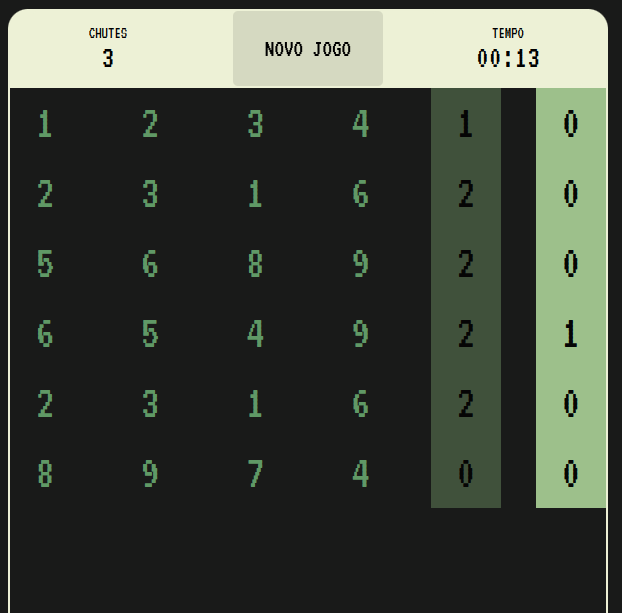 CHUTES
3
NOVO JOGO
TEMPO
00:13
1 2 3 4 1 0
2 3 1 6 2 0
5 6 8 9 2 0
6 5 4 9 2 1
2 3 1 6 2 0
8 9 7 4 0 0